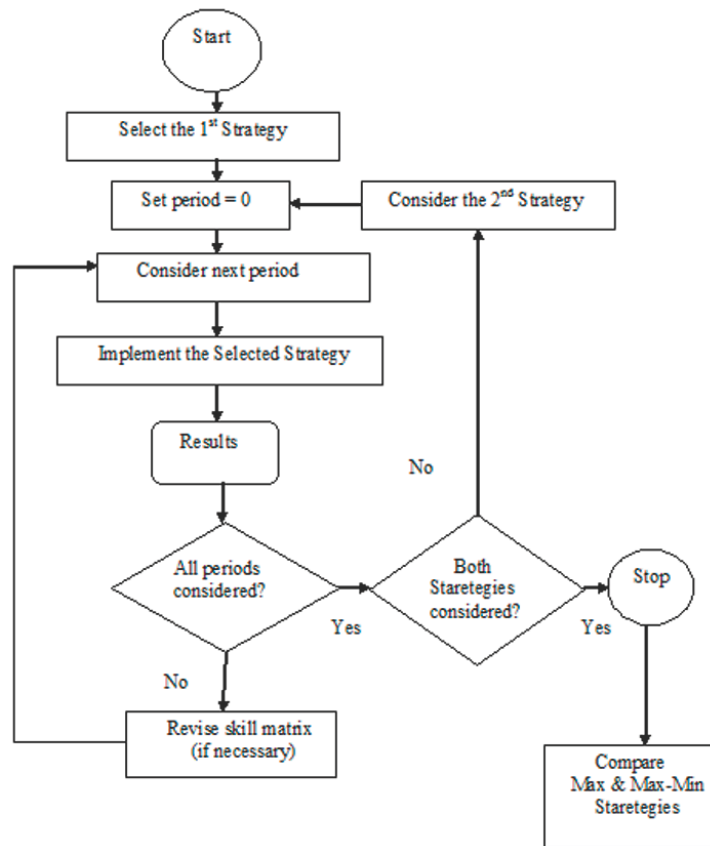 Start
Select the 1st Strategy
Set period = 0
Consider the 2nd Strategy
Consider next period
Implement the Selected Strategy
Results
No
All periods
considered?
Yes
Both
Staretegies
considered?
Yes
Stop
No
Revise skill matrix
(if necessary)
Compare
Max & Max-Min
Staretegies